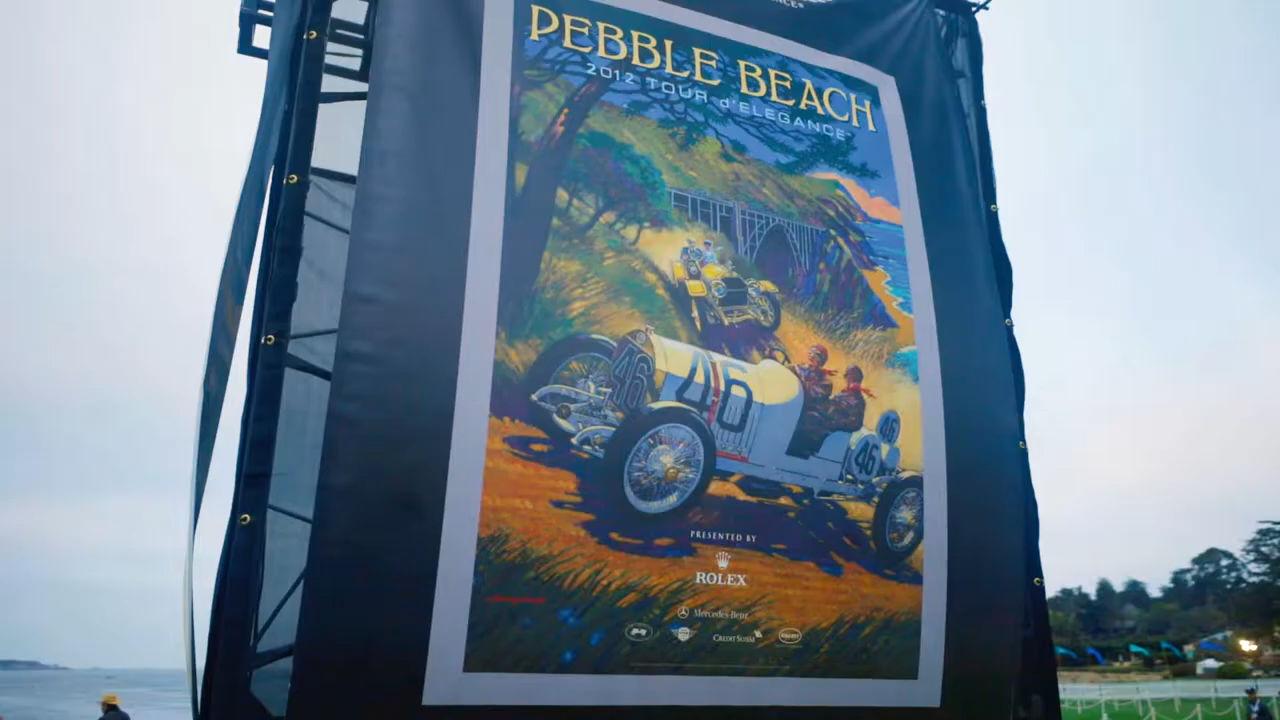 PEBBLE BEACH
2012 TOUR d'ELEGANCE
46
46
46
46
PRESENTED BY
ROLEX
Mercedes-Benz
CREDIT SUISSE